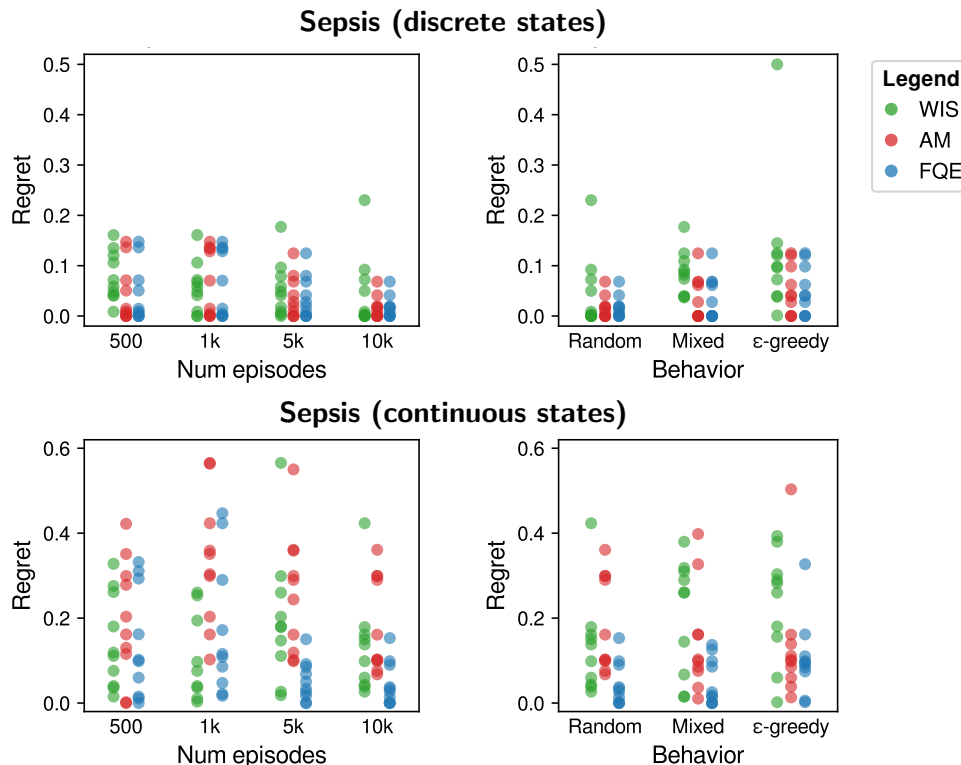 Sepsis (discrete states)
0.5
0.4
0.3
0.2
0.1
0.0
Regret
500 1k 5k 10k
Num episodes
0.5
0.4
0.3
0.2
0.1
0.0
Regret
Random Mixed ε-greedy
Behavior
Legend
WIS
AM
FQE
Sepsis (continuous states)
0.6
0.4
0.2
0.0
Regret
500 1k 5k 10k
Num episodes
0.6
0.4
0.2
0.0
Regret
Random Mixed ε-greedy
Behavior